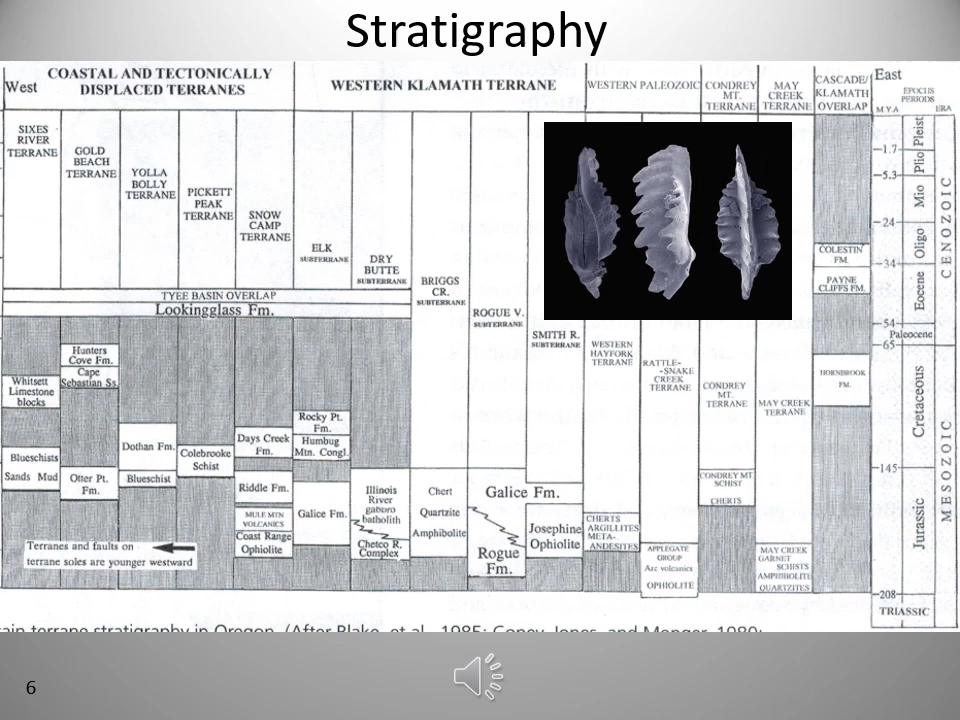 Stratigraphy
West
COASTAL AND TECTONICALLY
DISPLACED TERRANES
WESTERN KLAMATH TERRANE
WESTERN PALEOZOIC
CONDREY
MT.
TERRANE
MAY
CREEK
TERRANE
CASCADE/
KLAMATH
OVERLAP
East
EPOCHS
PERIODS
M.Y.A
ERA
SIXES
RIVER
TERRANE
GOLD
BEACH
TERRANE
YOLLA
BOLLY
TERRANE
PICKETT
PEAK
TERRANE
SNOW
CAMP
TERRANE
ELK
SUBTERRANE
DRY
BUTTE
SUBTERRANE
BRIGGS
CR.
SUBTERRANE
ROGUE V.
SUBTERRANE
SMITH R.
SUBTERRANE
WESTERN
HAYFORK
TERRANE
RATTLE-
-SNAKE
CREEK
TERRANE
CONDREY
MT.
TERRANE
MAY CREEK
TERRANE
TYEE BASIN OVERLAP
Lookingglass Fm.
Hunters
Cove Fm.
Cape
Sebastian Ss.
Whitsett
Limestone
blocks
Blueschists
Sands Mud
Otter Pt.
Fm.
Dothan Fm.
Blueschist
Colebrooke
Schist
Days Creek
Fm.
Riddle Fm.
MULE MTN
VOLCANICS
Coast Range
Ophiolite
Rocky Pt.
Fm.
Humbug
Mtn. Congl.
Galice Fm.
Illinois
River
gabbro
batholith
Chetco R.
Complex
Chert
Quartzite
Amphibolite
Galice Fm.
Rogue
Fm.
Josephine
Ophiolite
CHERTS
ARGILLITES
META-
ANDESITES
APPLEGATE
GROUP
Arc volcanics
OPHIOLITE
CONDREY MT.
SCHIST
CHERTS
MAY CREEK
GARNET
SCHISTS
AMPHIBOLITE
QUARTZITES
COLESTIN
FM.
PAYNE
CLIFFS FM.
HORNBROOK
FM.
Pleist
1.7
Plio
5.3
Mio
24
Oligo
34
Eocene
54
Paleocene
65
Cretaceous
145
Jurassic
208
TRIASSIC
CENOZOIC
MESOZOIC
Terranes and faults on
terrane soles are younger westward
terrane stratigraphy in Oregon. (After Blake, et al., 1985; Coney, Jones, and Monger, 1980;
6